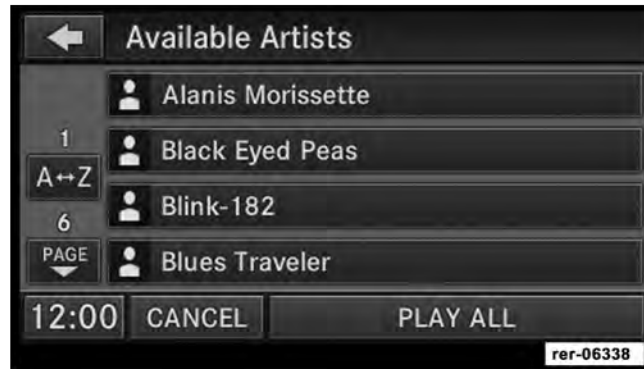 Available Artists
Alanis Morissette
1
Black Eyed Peas
A↔Z
Blink-182
6
PAGE
Blues Traveler
12:00 CANCEL PLAY ALL
rer-06338